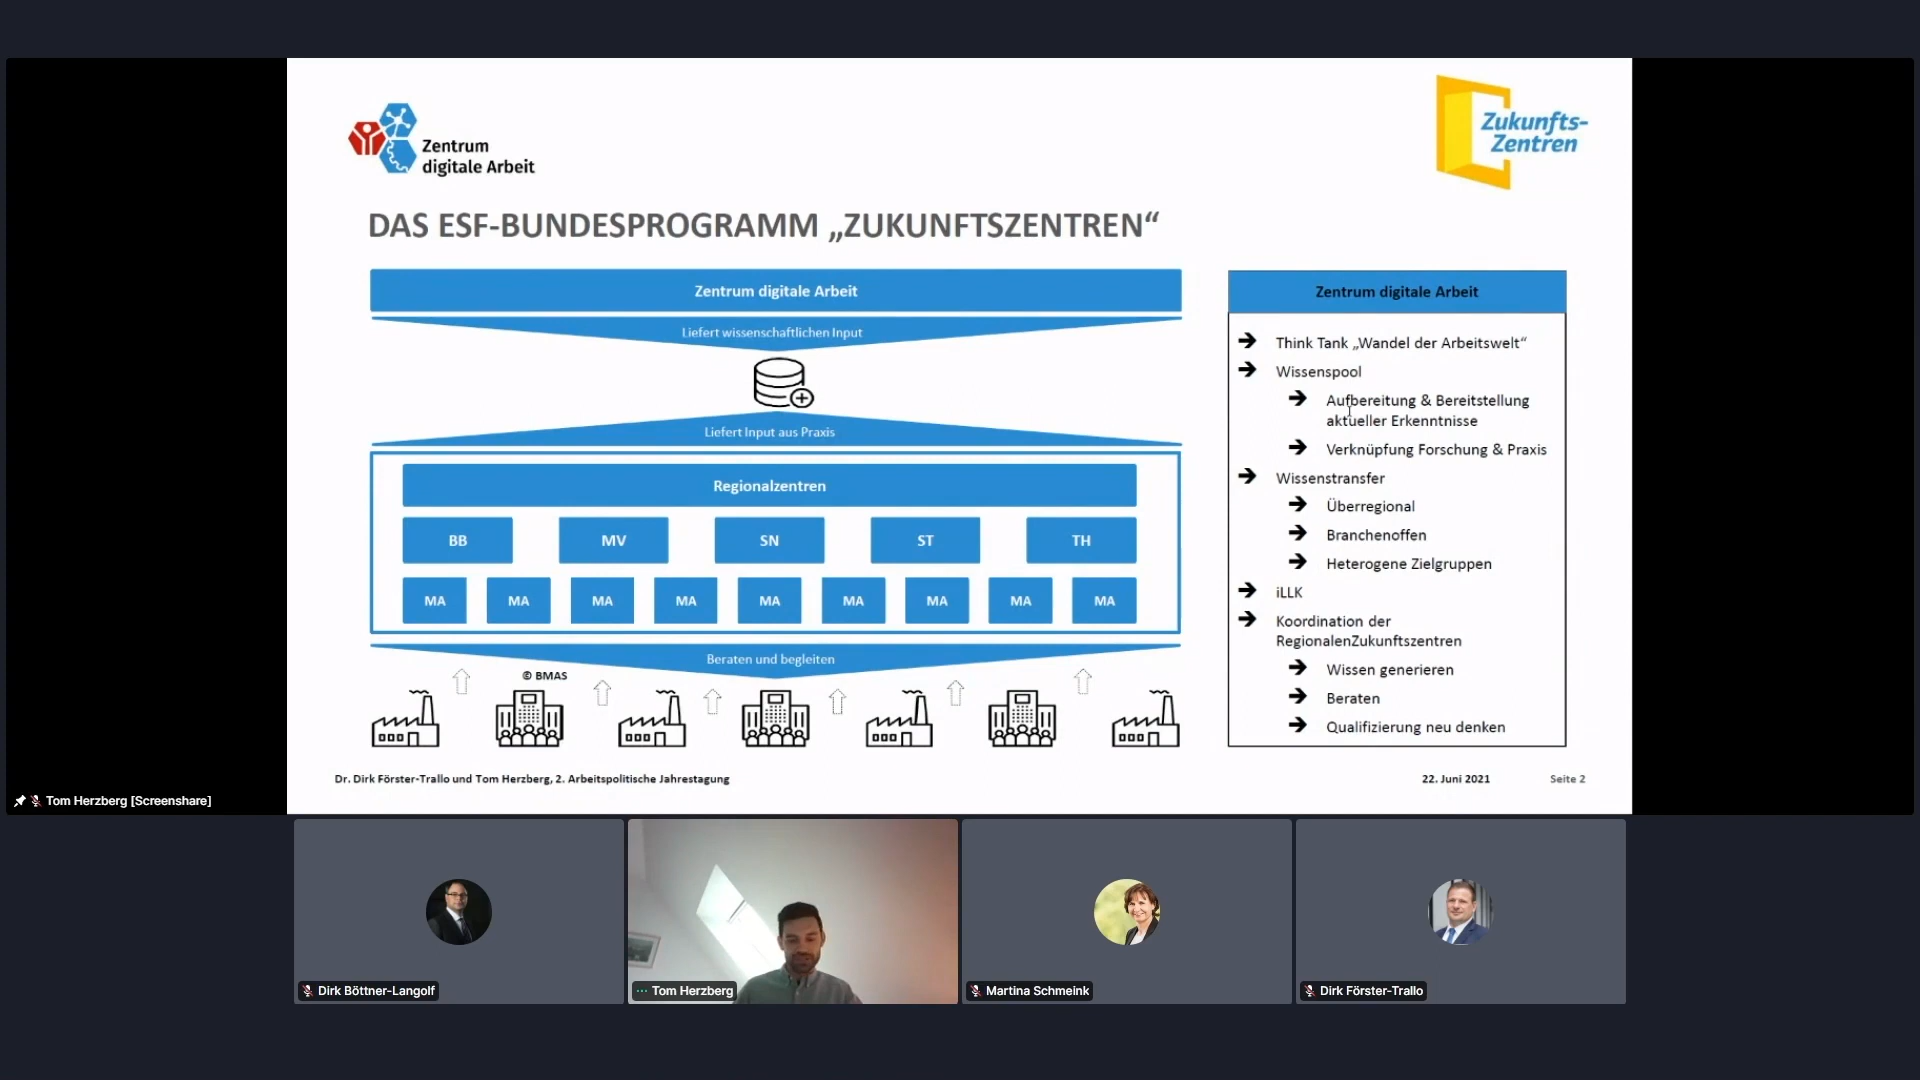 Zentrum
digitale Arbeit
Zukunfts-
Zentren
DAS ESF-BUNDESPROGRAMM „ZUKUNFTSZENTREN“
Zentrum digitale Arbeit
Liefert wissenschaftlichen Input
Liefert Input aus Praxis
Regionalzentren
BB MV SN ST TH
MA MA MA MA MA MA MA MA MA
Beraten und begleiten
© BMAS
Zentrum digitale Arbeit
Think Tank „Wandel der Arbeitswelt“
Wissenspool
Aufbereitung & Bereitstellung
aktueller Erkenntnisse
Verknüpfung Forschung & Praxis
Wissenstransfer
Überregional
Branchenoffen
Heterogene Zielgruppen
iLLK
Koordination der
RegionalenZukunftszentren
Wissen generieren
Beraten
Qualifizierung neu denken
Dr. Dirk Förster-Trallo und Tom Herzberg, 2. Arbeitspolitische Jahrestagung
22. Juni 2021
Seite 2
Tom Herzberg [Screenshare]
Dirk Böttner-Langolf
Tom Herzberg
Martina Schmeink
Dirk Förster-Trallo